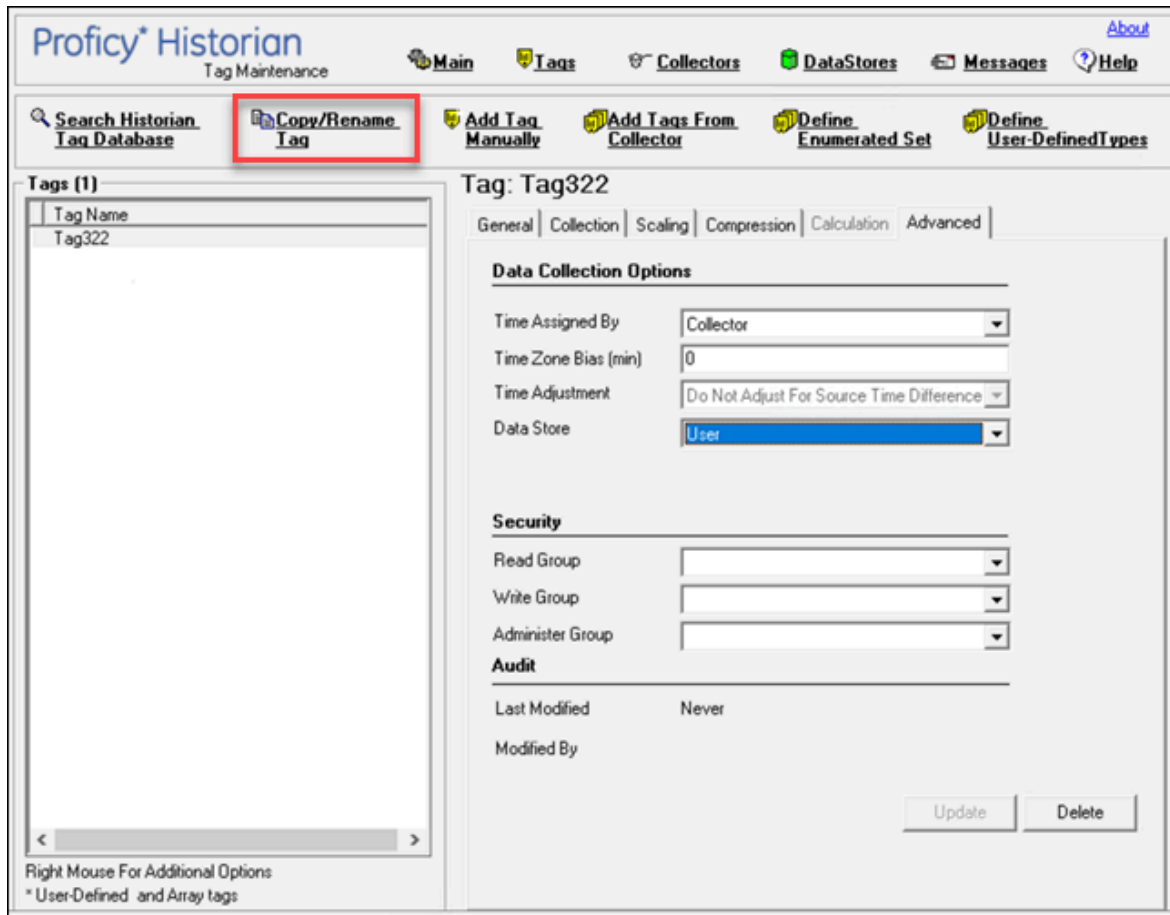 About
Proficy* Historian
Tag Maintenance
Main Tags Collectors DataStores Messages Help
Search Historian Tag Database
Copy/Rename Tag
Add Tag Manually
Add Tags From Collector
Define Enumerated Set
Define User-DefinedTypes
Tags (1)
Tag Name
Tag322
Right Mouse For Additional Options
* User-Defined and Array tags
Tag: Tag322
General Collection Scaling Compression Calculation Advanced
Data Collection Options
Time Assigned By Collector
Time Zone Bias (min) 0
Time Adjustment Do Not Adjust For Source Time Difference
Data Store User
Security
Read Group
Write Group
Administer Group
Audit
Last Modified Never
Modified By
Update Delete